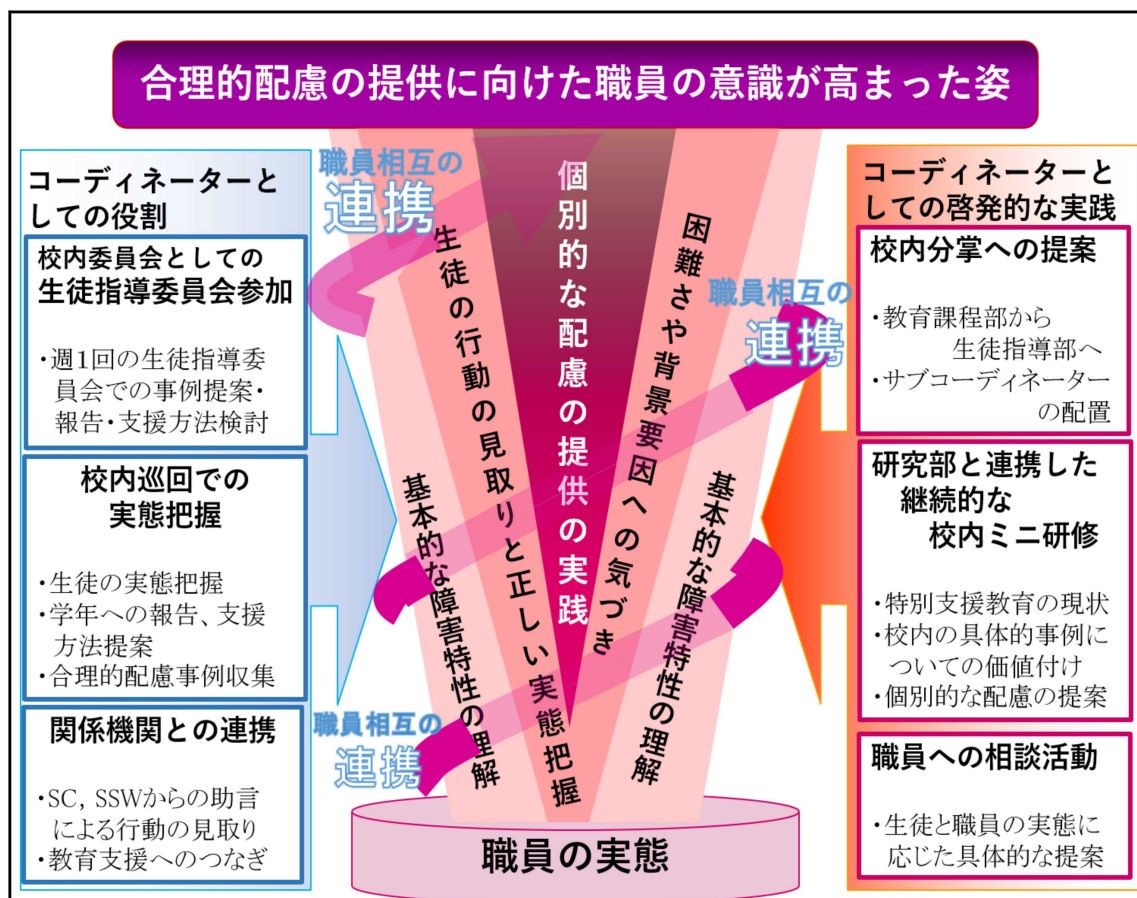 合理的配慮の提供に向けた職員の意識が高まった姿
コーディネーターと
しての役割
校内委員会としての
生徒指導委員会参加
・週1回の生徒指導委
員会での事例提案・
報告・支援方法検討
校内巡回での
実態把握
・生徒の実態把握
・学年への報告、支援
方法提案
・合理的配慮事例収集
関係機関との連携
・SC，SSWからの助言
による行動の見取り
・教育支援へのつなぎ
職員相互の
連携
職員相互の
連携
職員相互の
連携
基本的な障害特性の理解
生徒の行動の見取りと正しい実態把握
個別的な配慮の提供の実践
困難さや背景要因への気づき
基本的な障害特性の理解
職員の実態
コーディネーターと
しての啓発的な実践
校内分掌への提案
・教育課程部から
生徒指導部へ
・サブコーディネーター
の配置
研究部と連携した
継続的な
校内ミニ研修
・特別支援教育の現状
・校内の具体的事例に
ついての価値付け
・個別的な配慮の提案
職員への相談活動
・生徒と職員の実態に
応じた具体的な提案